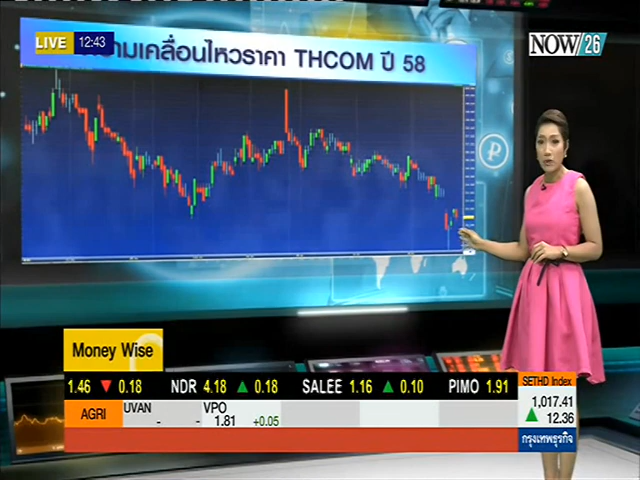 LIVE 12:43
วามเคลื่อนไหวราคา THCOM ปี 58
NOW 26
Money Wise
1.46 ▼ 0.18 NDR 4.18 ▲ 0.18 SALEE 1.16 ▲ 0.10 PIMO 1.91
SETHD Index
1,017.41
▲ 12.36
กรุงเทพธุรกิจ
AGRI UVAN - - VPO 1.81 +0.05